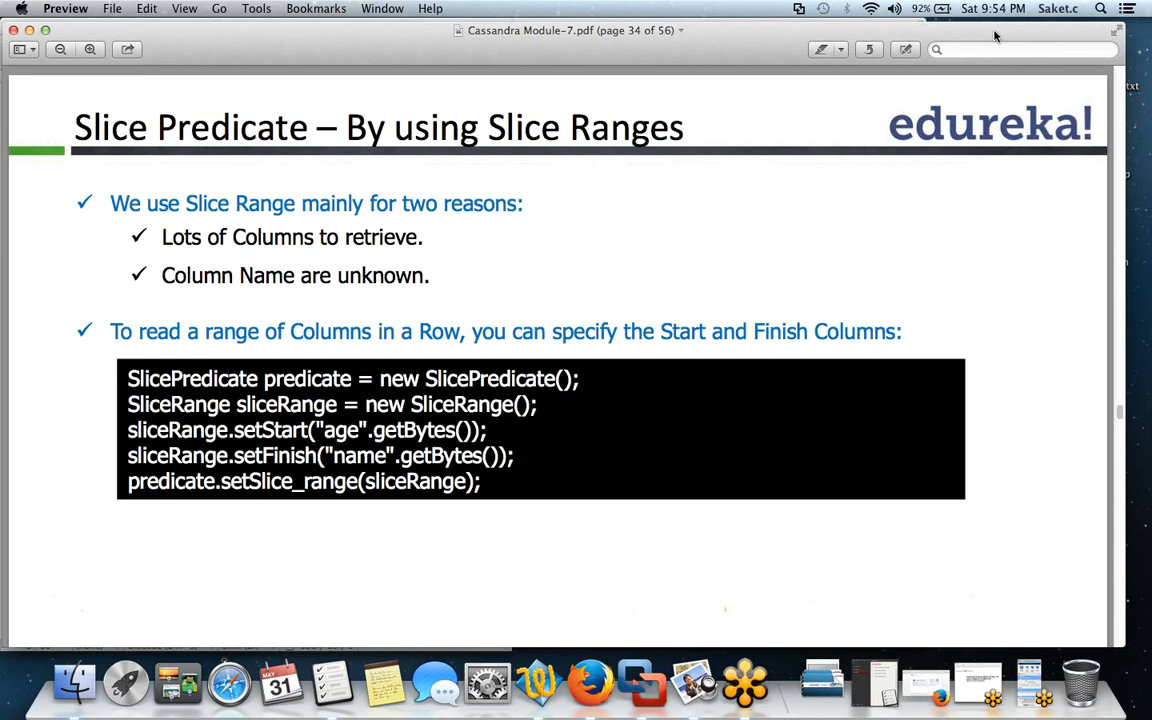 Preview File Edit View Go Tools Bookmarks Window Help 92% Sat 9:54 PM Saket.c
Cassandra Module-7.pdf (page 34 of 56)
Slice Predicate – By using Slice Ranges
edureka!
txt
We use Slice Range mainly for two reasons:
Lots of Columns to retrieve.
Column Name are unknown.
To read a range of Columns in a Row, you can specify the Start and Finish Columns:
SlicePredicate predicate = new SlicePredicate();
SliceRange sliceRange = new SliceRange();
sliceRange.setStart("age".getBytes());
sliceRange.setFinish("name".getBytes());
predicate.setSlice_range(sliceRange);
MAY
31